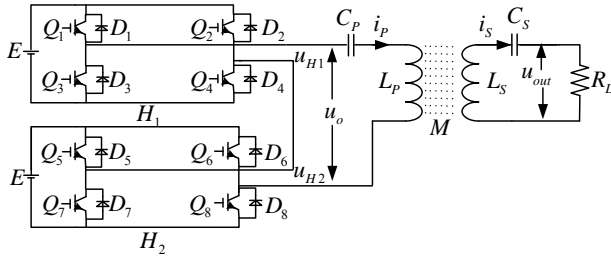 Q1 D1 Q2 D2 CP iP iS CS
E uH1
Q3 D3 Q4 D4 LP LS uout RL
H1 uo M
Q5 D5 Q6 D6
E uH2
Q7 D7 Q8 D8
H2